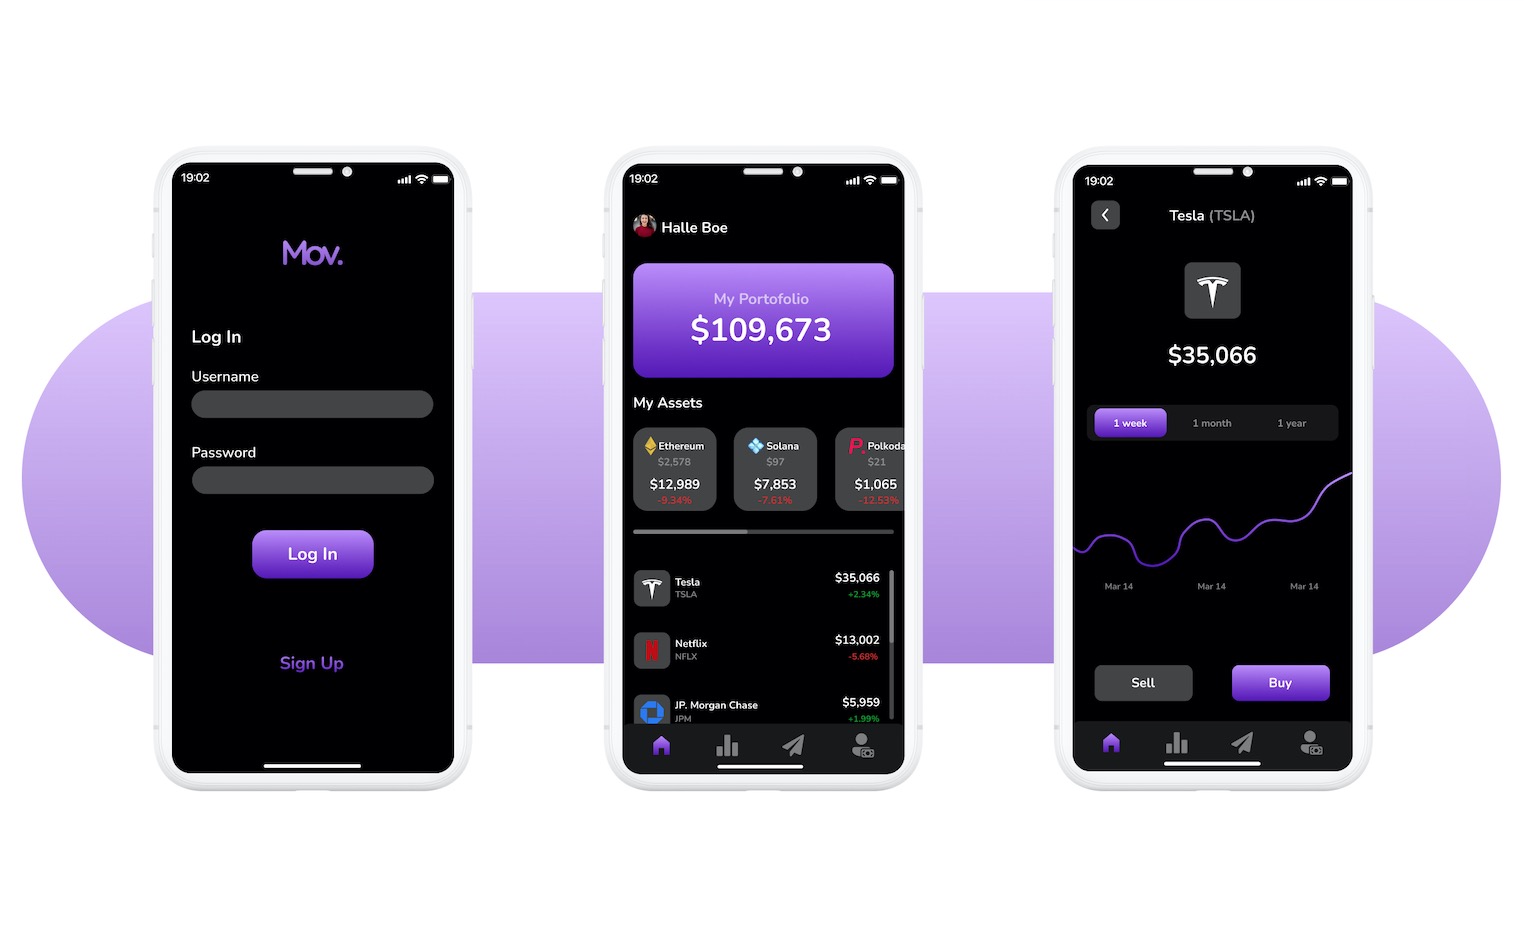 19:02
Mov.
Log In
Username
Password
Log In
Sign Up
19:02
Halle Boe
My Portofolio
$109,673
My Assets
Ethereum
$2,578
$12,989
-9.34%
Solana
$97
$7,853
-7.61%
Polkoda
$21
$1,065
-12.53%
Tesla
TSLA
$35,066
+2.34%
Netflix
NFLX
$13,002
-5.68%
JP. Morgan Chase
JPM
$5,959
+1.99%
19:02
Tesla (TSLA)
$35,066
1 week
1 month
1 year
Mar 14
Mar 14
Mar 14
Sell
Buy